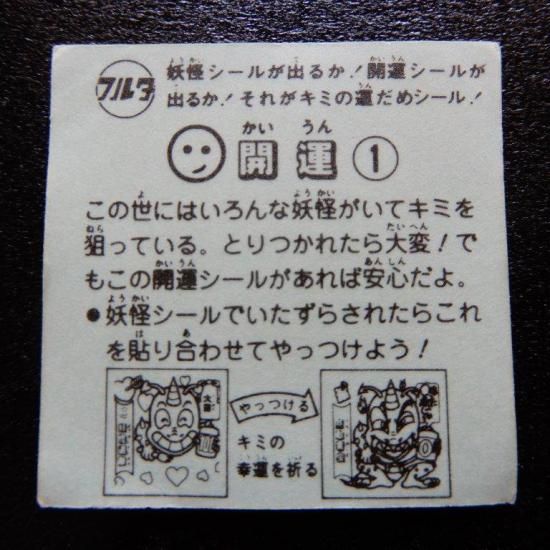 フルタ
妖怪シールが出るか！開運シールが
出るか！それがキミの運だめシール！
開運 ①
この世にはいろんな妖怪がいてキミを
狙っている。とりつかれたら大変！で
もこの開運シールがあれば安心だよ。
●妖怪シールでいたずらされたらこれ
を貼り合わせてやっつけよう！
やっつける
キミの
幸運を祈る